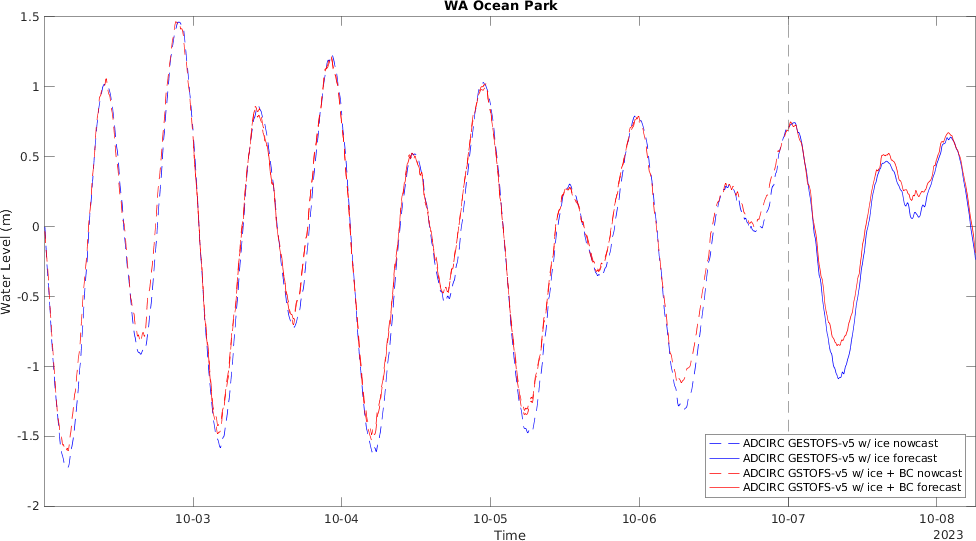 WA Ocean Park
1.5
1
0.5
0
-0.5
-1
-1.5
-2
Water Level (m)
10-03
10-04
10-05
10-06
10-07
10-08
Time
2023
ADCIRC GESTOFS-v5 w/ ice nowcast
ADCIRC GESTOFS-v5 w/ ice forecast
ADCIRC GSTOFS-v5 w/ ice + BC nowcast
ADCIRC GSTOFS-v5 w/ ice + BC forecast